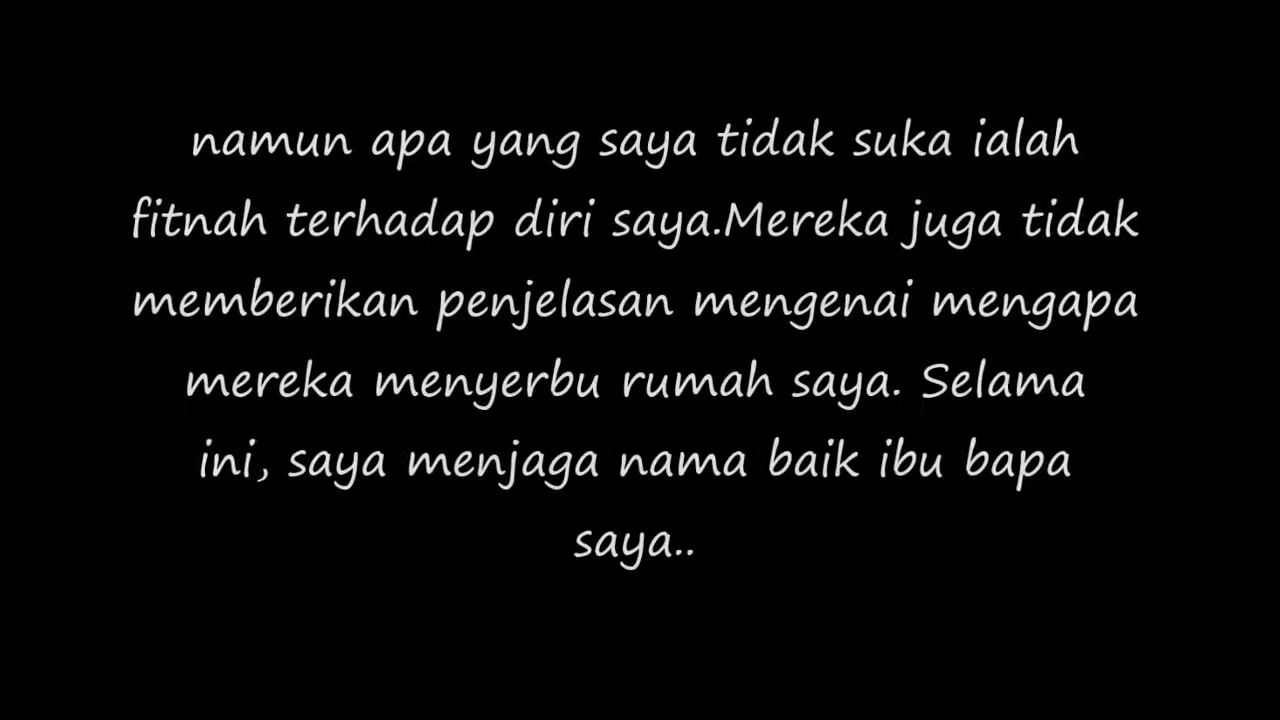 namun apa yang saya tidak suka ialah
fitnah terhadap diri saya.Mereka juga tidak
memberikan penjelasan mengenai mengapa
mereka menyerbu rumah saya. Selama
ini, saya menjaga nama baik ibu bapa
saya..